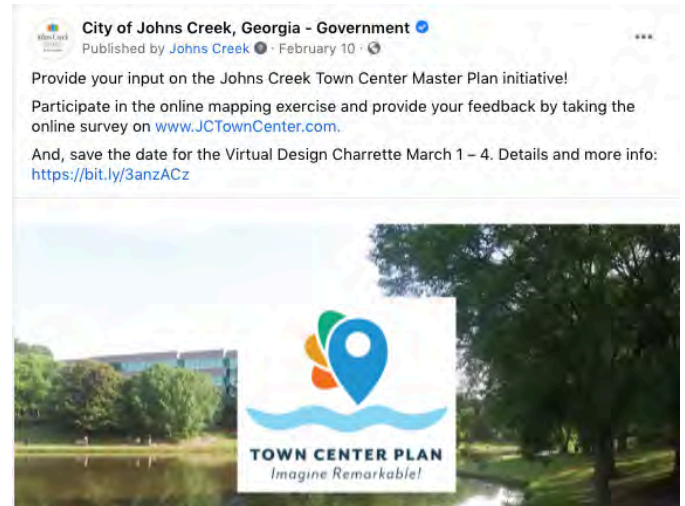 City of Johns Creek, Georgia - Government
Published by Johns Creek · February 10 ·
Provide your input on the Johns Creek Town Center Master Plan initiative!
Participate in the online mapping exercise and provide your feedback by taking the
online survey on www.JCTownCenter.com.
And, save the date for the Virtual Design Charrette March 1 – 4. Details and more info:
https://bit.ly/3anzACz
TOWN CENTER PLAN
Imagine Remarkable!